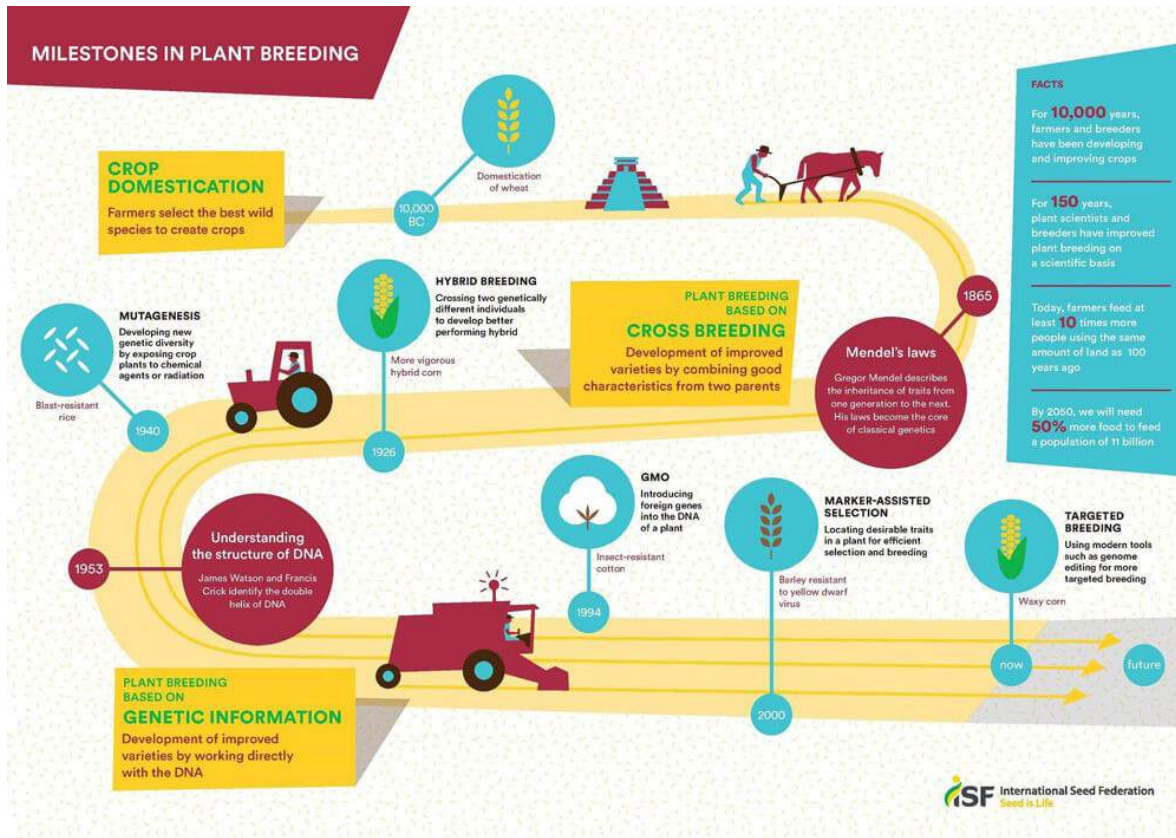 MILESTONES IN PLANT BREEDING
CROP
DOMESTICATION
Farmers select the best wild
species to create crops
10,000
BC
Domestication
of wheat
FACTS
For 10,000 years,
farmers and breeders
have been developing
and improving crops
For 150 years,
plant scientists and
breeders have improved
plant breeding on
a scientific basis
Today, farmers feed at
least 10 times more
people using the same
amount of land as 100
years ago
By 2050, we will need
50% more food to feed
a population of 11 billion
1865
Mendel's laws
Gregor Mendel describes
the inheritance of traits from
one generation to the next.
His laws become the core
of classical genetics
PLANT BREEDING
BASED ON
CROSS BREEDING
Development of improved
varieties by combining good
characteristics from two parents
HYBRID BREEDING
Crossing two genetically
different individuals
to develop better
performing hybrid
More vigorous
hybrid corn
1926
MUTAGENESIS
Developing new
genetic diversity
by exposing crop
plants to chemical
agents or radiation
Blast-resistant
rice
1940
1953
Understanding
the structure of DNA
James Watson and Francis
Crick identify the double
helix of DNA
PLANT BREEDING
BASED ON
GENETIC INFORMATION
Development of improved
varieties by working directly
with the DNA
GMO
Introducing
foreign genes
into the DNA
of a plant
Insect-resistant
cotton
1994
MARKER-ASSISTED
SELECTION
Locating desirable traits
in a plant for efficient
selection and breeding
Barley resistant
to yellow dwarf
virus
2000
TARGETED
BREEDING
Using modern tools
such as genome
editing for more
targeted breeding
Waxy corn
now
future
iSF International Seed Federation
Seed is Life